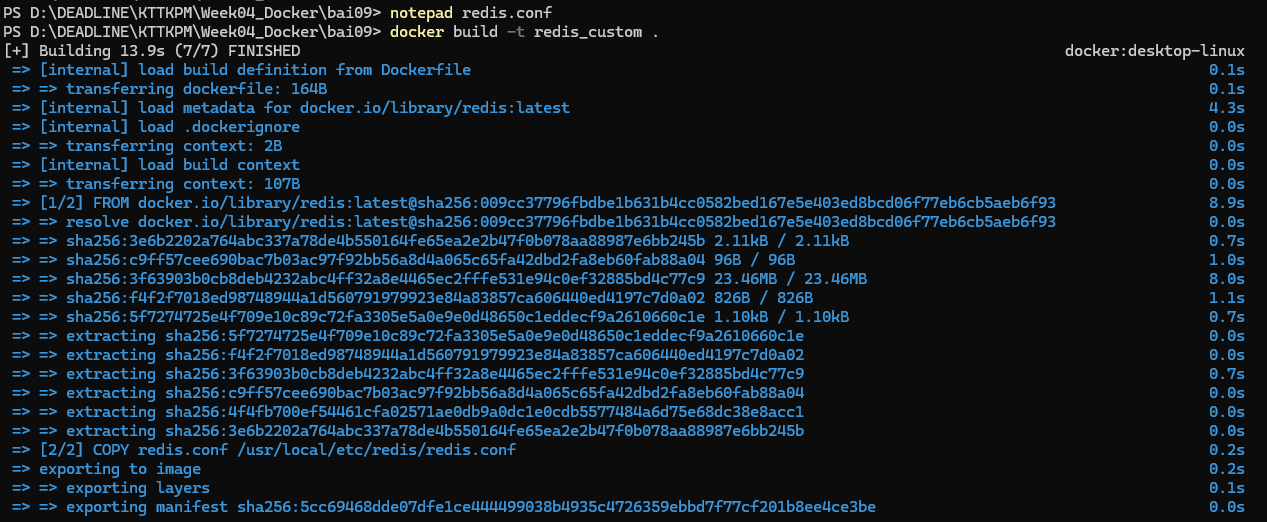 PS D:\DEADLINE\KTTKPM\Week04_Docker\bai09> notepad redis.conf
PS D:\DEADLINE\KTTKPM\Week04_Docker\bai09> docker build -t redis_custom .
[+] Building 13.9s (7/7) FINISHED docker:desktop-linux
=> [internal] load build definition from Dockerfile 0.1s
=> => transferring dockerfile: 164B 0.1s
=> [internal] load metadata for docker.io/library/redis:latest 4.3s
=> [internal] load .dockerignore 0.0s
=> => transferring context: 2B 0.0s
=> [internal] load build context 0.0s
=> => transferring context: 107B 0.0s
=> [1/2] FROM docker.io/library/redis:latest@sha256:009cc37796fbdbe1b631b4cc0582bed167e5e403ed8bcd06f77eb6cb5aeb6f93 8.9s
=> => resolve docker.io/library/redis:latest@sha256:009cc37796fbdbe1b631b4cc0582bed167e5e403ed8bcd06f77eb6cb5aeb6f93 0.0s
=> => sha256:3e6b2202a764abc337a78de4b550164fe65ea2e2b47f0b078aa88987e6bb245b 2.11kB / 2.11kB 0.7s
=> => sha256:c9ff57cee690bac7b03ac97f92bb56a8d4a065c65fa42dbd2fa8eb60fab88a04 96B / 96B 1.0s
=> => sha256:3f63903b0cb8deb4232abc4ff32a8e4465ec2fffe531e94c0ef32885bd4c77c9 23.46MB / 23.46MB 8.0s
=> => sha256:f4f2f7018ed98748944a1d560791979923e84a83857ca606440ed4197c7d0a02 826B / 826B 1.1s
=> => sha256:5f7274725e4f709e10c89c72fa3305e5a0e9e0d48650c1eddecf9a2610660c1e 1.10kB / 1.10kB 0.7s
=> => extracting sha256:5f7274725e4f709e10c89c72fa3305e5a0e9e0d48650c1eddecf9a2610660c1e 0.0s
=> => extracting sha256:f4f2f7018ed98748944a1d560791979923e84a83857ca606440ed4197c7d0a02 0.0s
=> => extracting sha256:3f63903b0cb8deb4232abc4ff32a8e4465ec2fffe531e94c0ef32885bd4c77c9 0.7s
=> => extracting sha256:c9ff57cee690bac7b03ac97f92bb56a8d4a065c65fa42dbd2fa8eb60fab88a04 0.0s
=> => extracting sha256:4f4fb700ef54461cfa02571ae0db9a0dc1e0cdb5577484a6d75e68dc38e8acc1 0.0s
=> => extracting sha256:3e6b2202a764abc337a78de4b550164fe65ea2e2b47f0b078aa88987e6bb245b 0.0s
=> [2/2] COPY redis.conf /usr/local/etc/redis/redis.conf 0.2s
=> exporting to image 0.2s
=> => exporting layers 0.1s
=> => exporting manifest sha256:5cc69468dde07dfe1ce444499038b4935c4726359ebbd7f77cf201b8ee4ce3be 0.0s